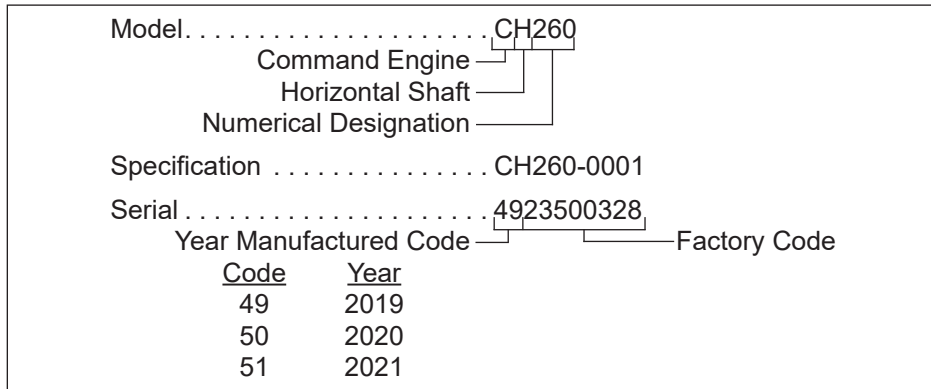 Model. . . . . . . . . . . . . . . . . . . . . CH260
Command Engine
Horizontal Shaft
Numerical Designation
Specification . . . . . . . . . . . . . . . CH260-0001
Serial . . . . . . . . . . . . . . . . . . . . . 4923500328
Year Manufactured Code Factory Code
Code Year
49 2019
50 2020
51 2021